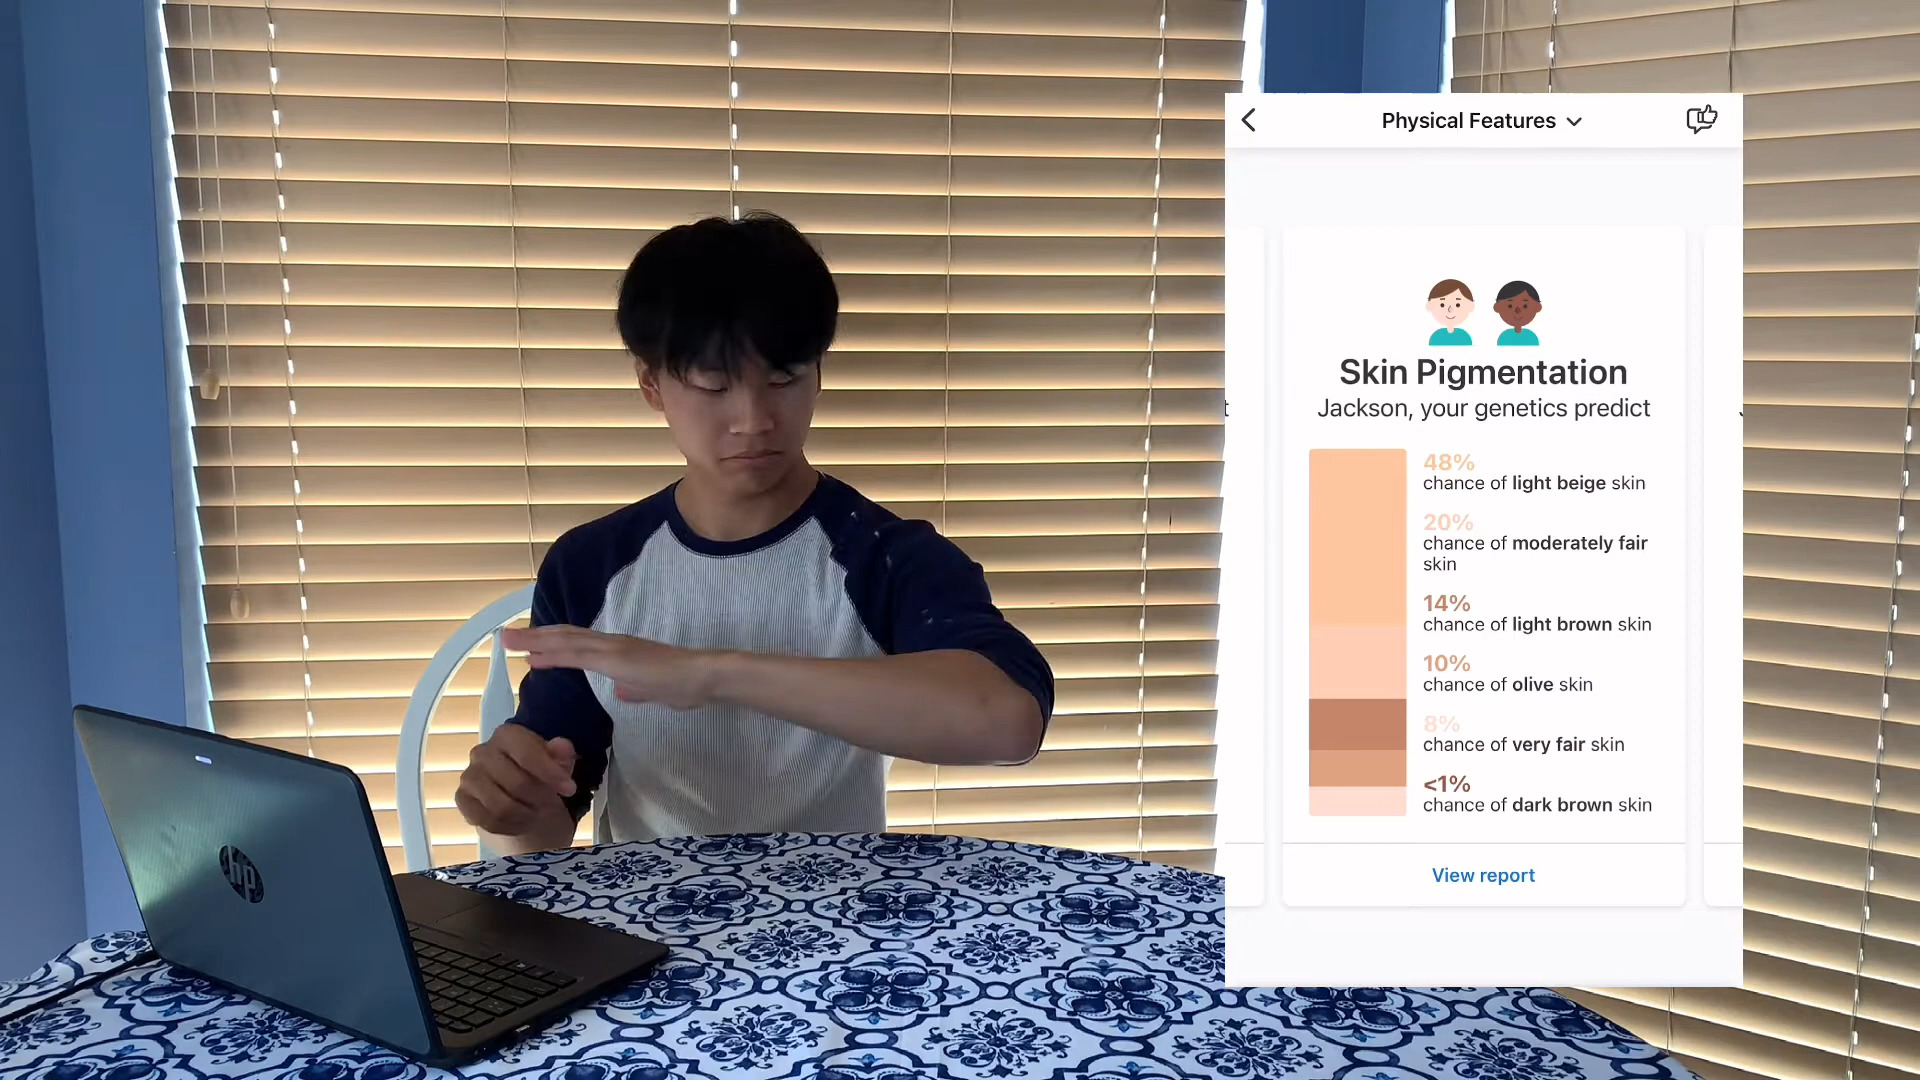 Physical Features
Skin Pigmentation
Jackson, your genetics predict
48%
chance of light beige skin
20%
chance of moderately fair
skin
14%
chance of light brown skin
10%
chance of olive skin
8%
chance of very fair skin
<1%
chance of dark brown skin
View report
hp